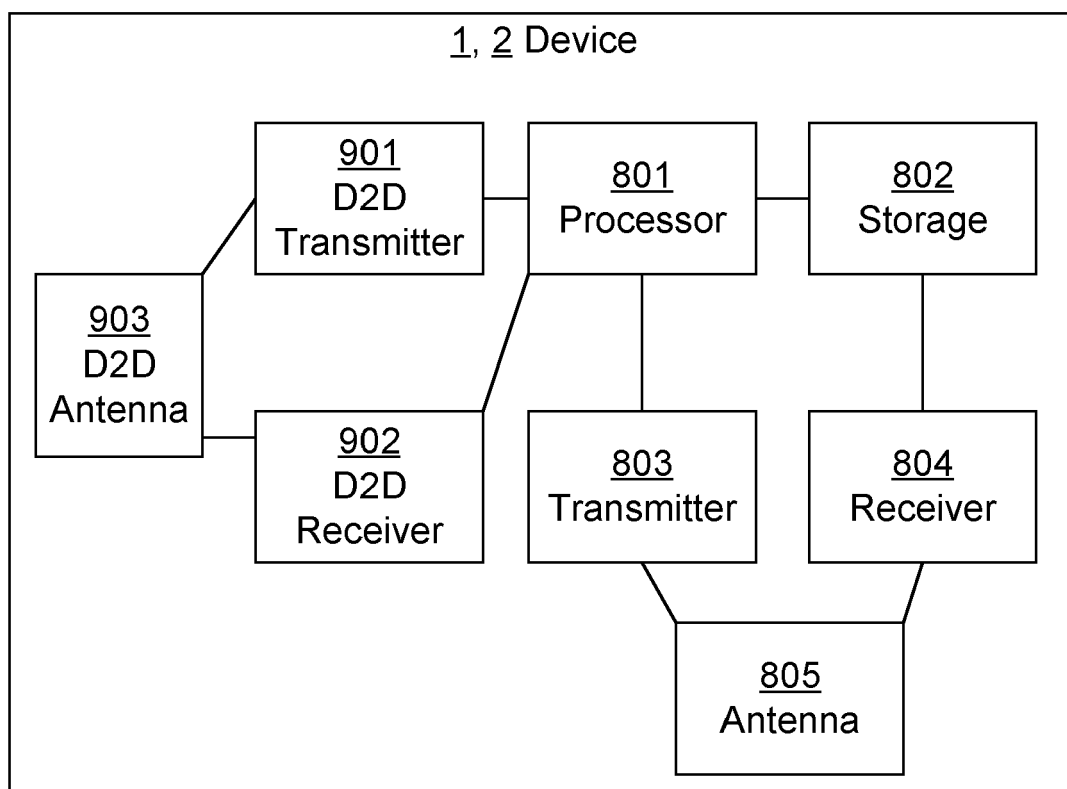 1, 2 Device
901
D2D
Transmitter
801
Processor
802
Storage
903
D2D
Antenna
902
D2D
Receiver
803
Transmitter
804
Receiver
805
Antenna